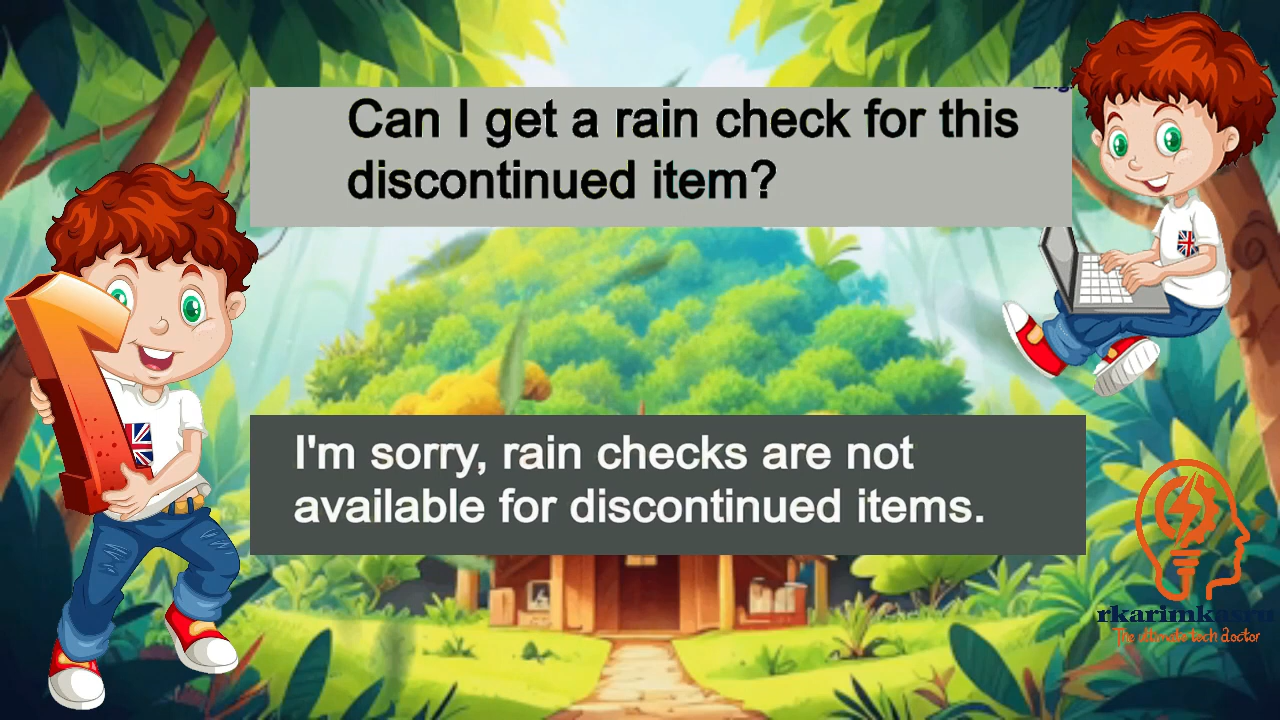 Can I get a rain check for this
discontinued item?
I'm sorry, rain checks are not
available for discontinued items.
The ultimate tech doctor